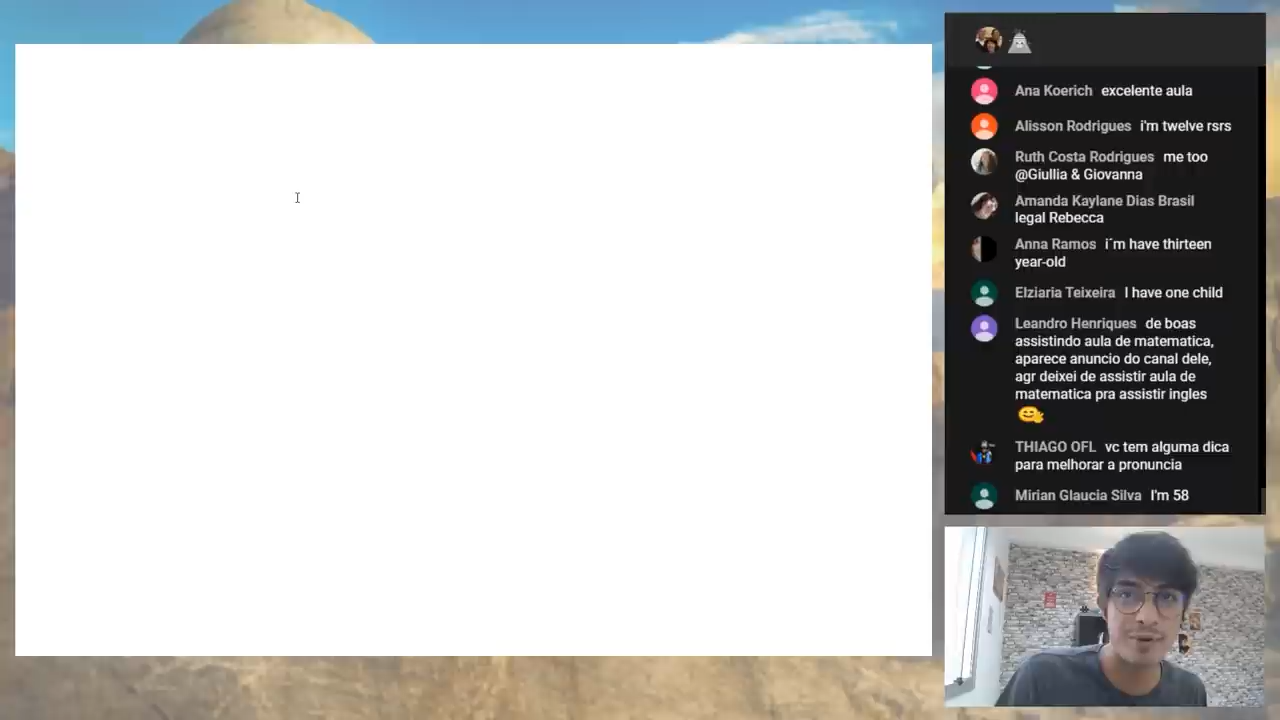 Ana Koerich excelente aula
Alisson Rodrigues i'm twelve rsrs
Ruth Costa Rodrigues me too
@Giullia & Giovanna
Amanda Kaylane Dias Brasil
legal Rebecca
Anna Ramos i´m have thirteen
year-old
Elziaria Teixeira I have one child
Leandro Henriques de boas
assistindo aula de matematica,
aparece anuncio do canal dele,
agr deixei de assistir aula de
matematica pra assistir ingles
THIAGO OFL vc tem alguma dica
para melhorar a pronuncia
Mírian Glaucia Silva I'm 58